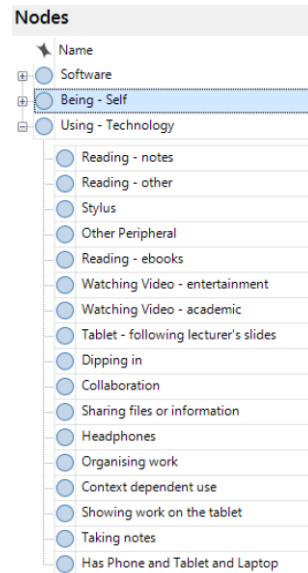 Nodes
Name
Software
Being - Self
Using - Technology
Reading - notes
Reading - other
Stylus
Other Peripheral
Reading - ebooks
Watching Video - entertainment
Watching Video - academic
Tablet - following lecturer's slides
Dipping in
Collaboration
Sharing files or information
Headphones
Organising work
Context dependent use
Showing work on the tablet
Taking notes
Has Phone and Tablet and Laptop